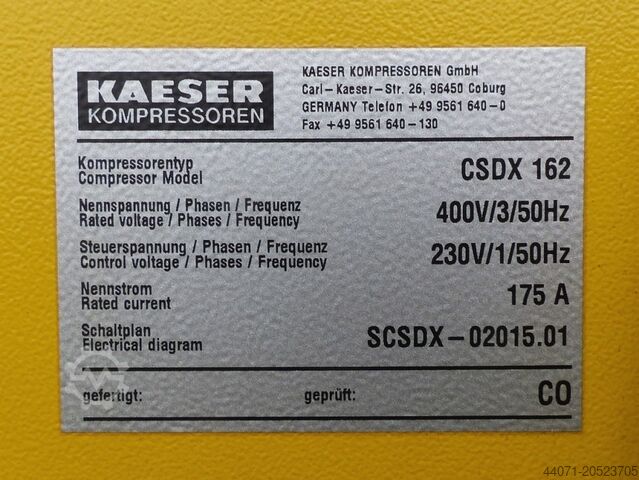 KAESER
KOMPRESSOREN
KAESER KOMPRESSOREN GmbH
Carl-Kaeser-Str. 26, 96450 Coburg
GERMANY Telefon +49 9561 640-0
Fax +49 9561 640-130
Kompressorentyp
Compressor Model
CSDX 162
Nennspannung / Phasen / Frequenz
Rated voltage / Phases / Frequency
400V/3/50Hz
Steuerspannung / Phasen / Frequenz
Control voltage / Phases / Frequency
230V/1/50Hz
Nennstrom
Rated current
175 A
Schaltplan
Electrical diagram
SCSDX-02015.01
gefertigt:
geprüft:
CO
44071-20523705